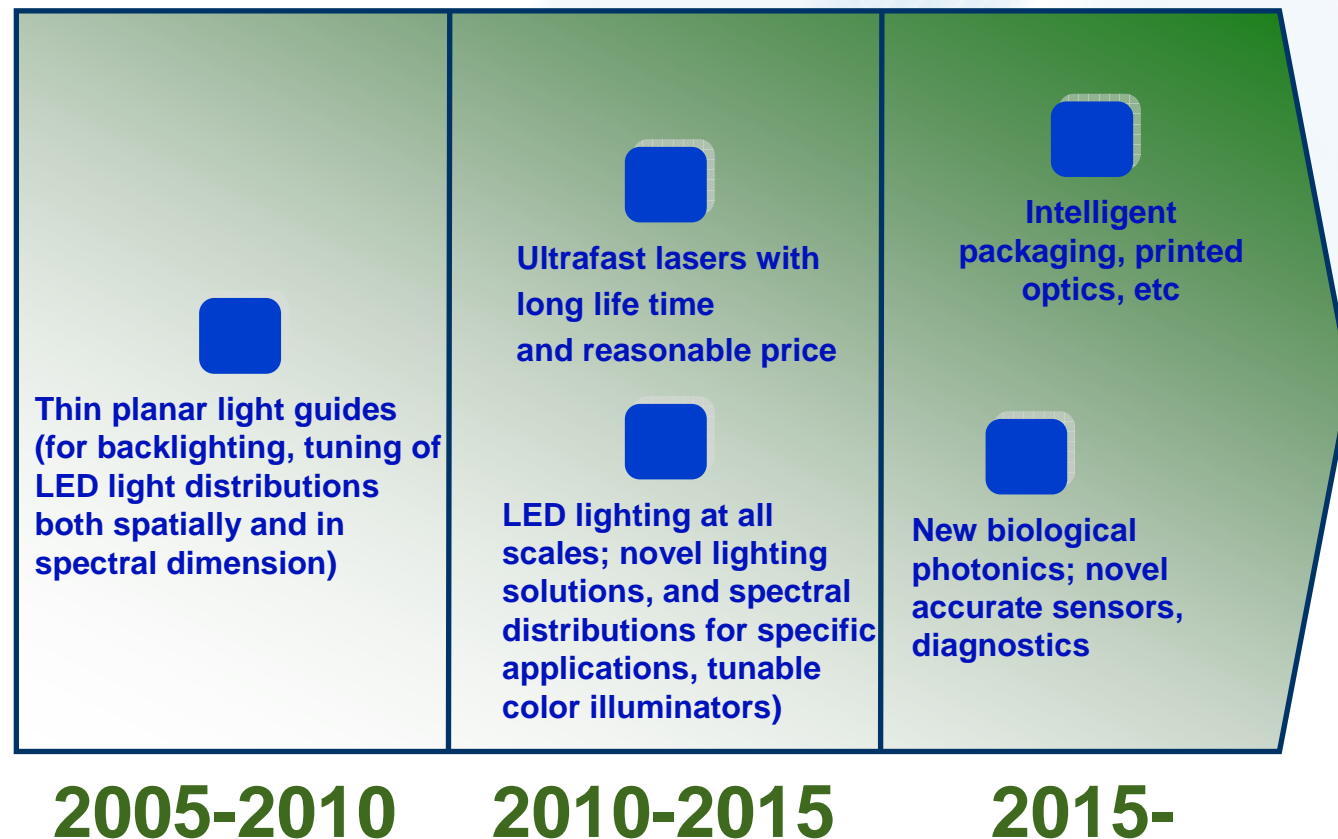 Thin planar light guides
(for backlighting, tuning of
LED light distributions
both spatially and in
spectral dimension)
Ultrafast lasers with
long life time
and reasonable price
LED lighting at all
scales; novel lighting
solutions, and spectral
distributions for specific
applications, tunable
color illuminators)
Intelligent
packaging, printed
optics, etc
New biological
photonics; novel
accurate sensors,
diagnostics
2005-2010
2010-2015
2015-